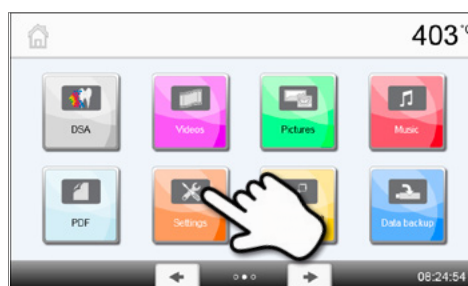 403°C
DSA
Videos
Pictures
Music
PDF
Settings
Data backup
08:24:54